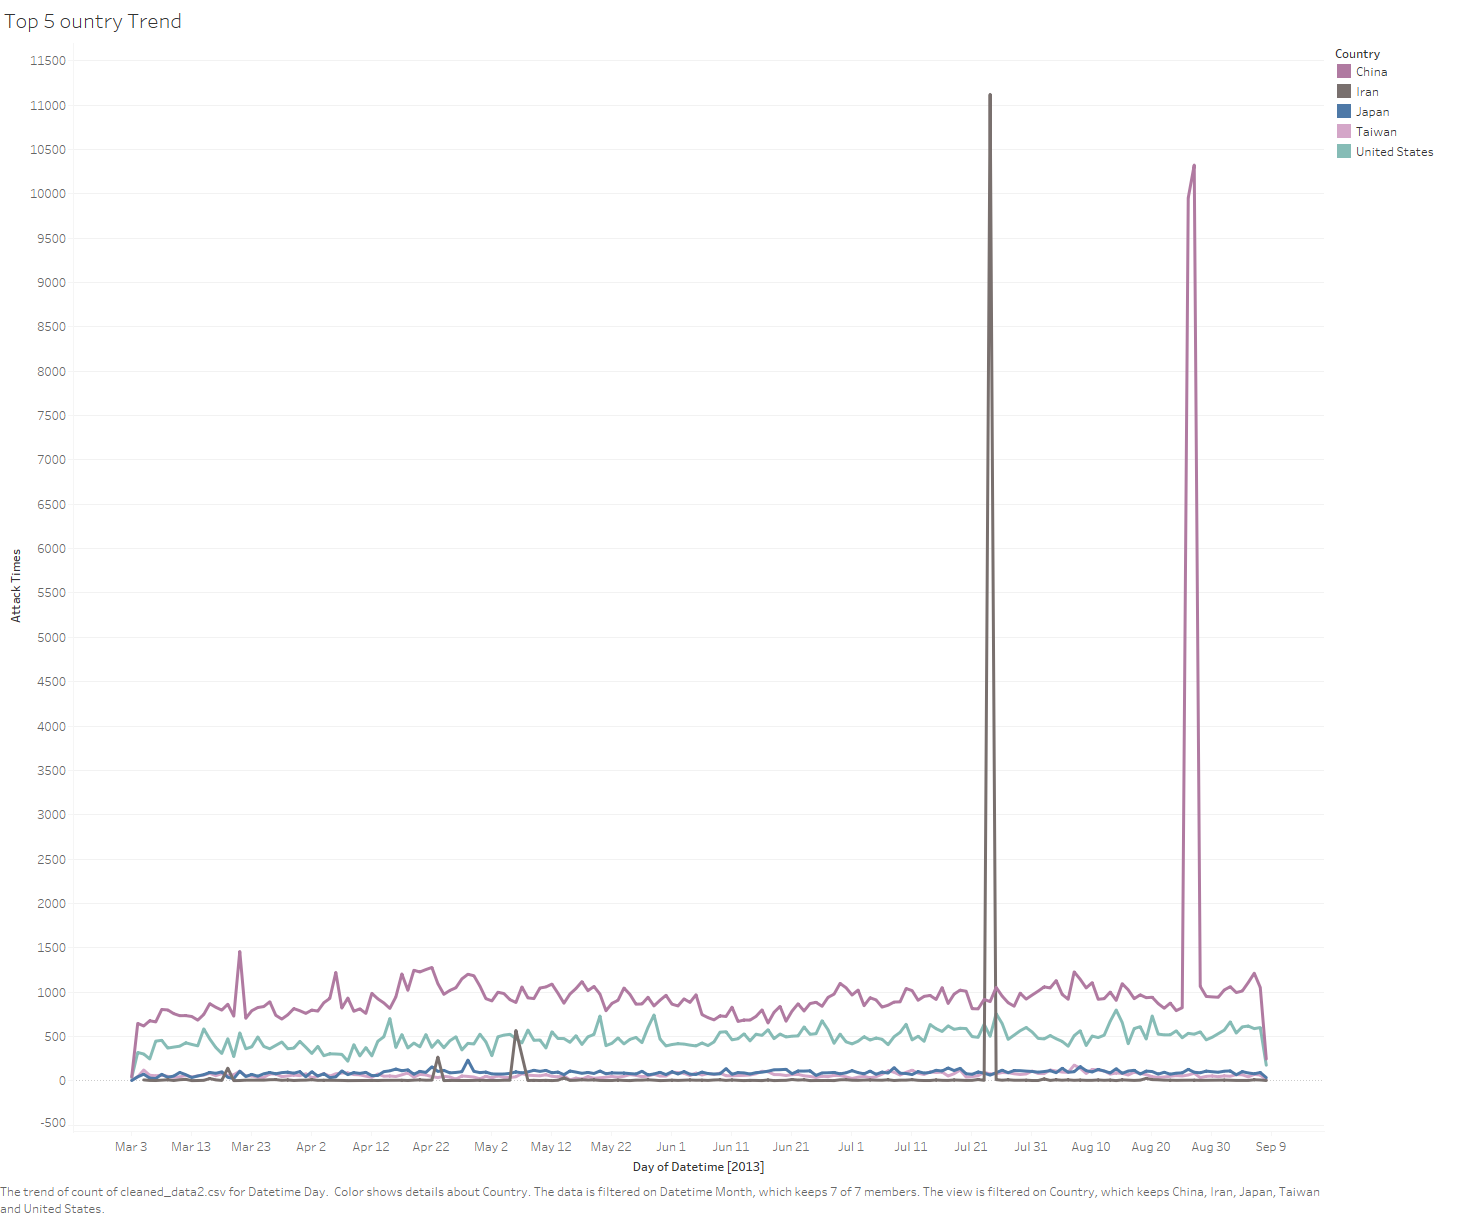 Top 5 ountry Trend
Country
China
Iran
Japan
Taiwan
United States
11500
11000
10500
10000
9500
9000
8500
8000
7500
7000
6500
6000
5500
5000
4500
4000
3500
3000
2500
2000
1500
1000
500
0
-500
Attack Times
Mar 3 Mar 13 Mar 23 Apr 2 Apr 12 Apr 22 May 2 May 12 May 22 Jun 1 Jun 11 Jun 21 Jul 1 Jul 11 Jul 21 Jul 31 Aug 10 Aug 20 Aug 30 Sep 9
Day of Datetime [2013]
The trend of count of cleaned_data2.csv for Datetime Day.  Color shows details about Country. The data is filtered on Datetime Month, which keeps 7 of 7 members. The view is filtered on Country, which keeps China, Iran, Japan, Taiwan
and United States.